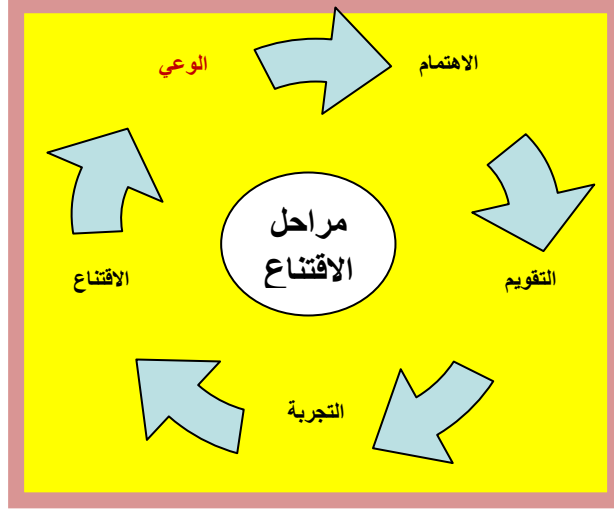 الوعي
الاهتمام
التقويم
التجربة
الاقتناع
مراحل
الاقتناع